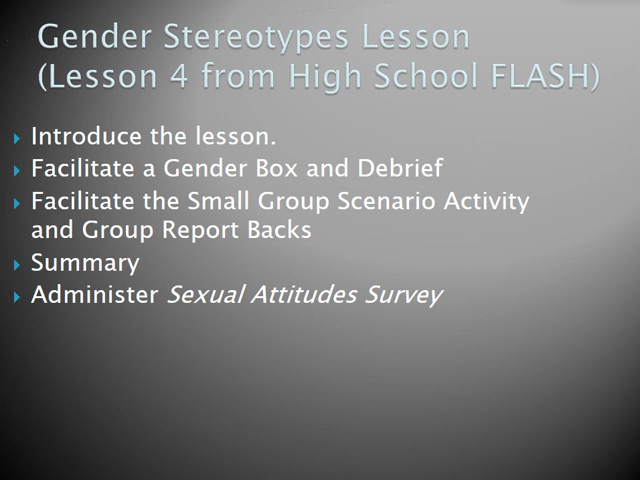 Gender Stereotypes Lesson
(Lesson 4 from High School FLASH)
Introduce the lesson.
Facilitate a Gender Box and Debrief
Facilitate the Small Group Scenario Activity
and Group Report Backs
Summary
Administer Sexual Attitudes Survey